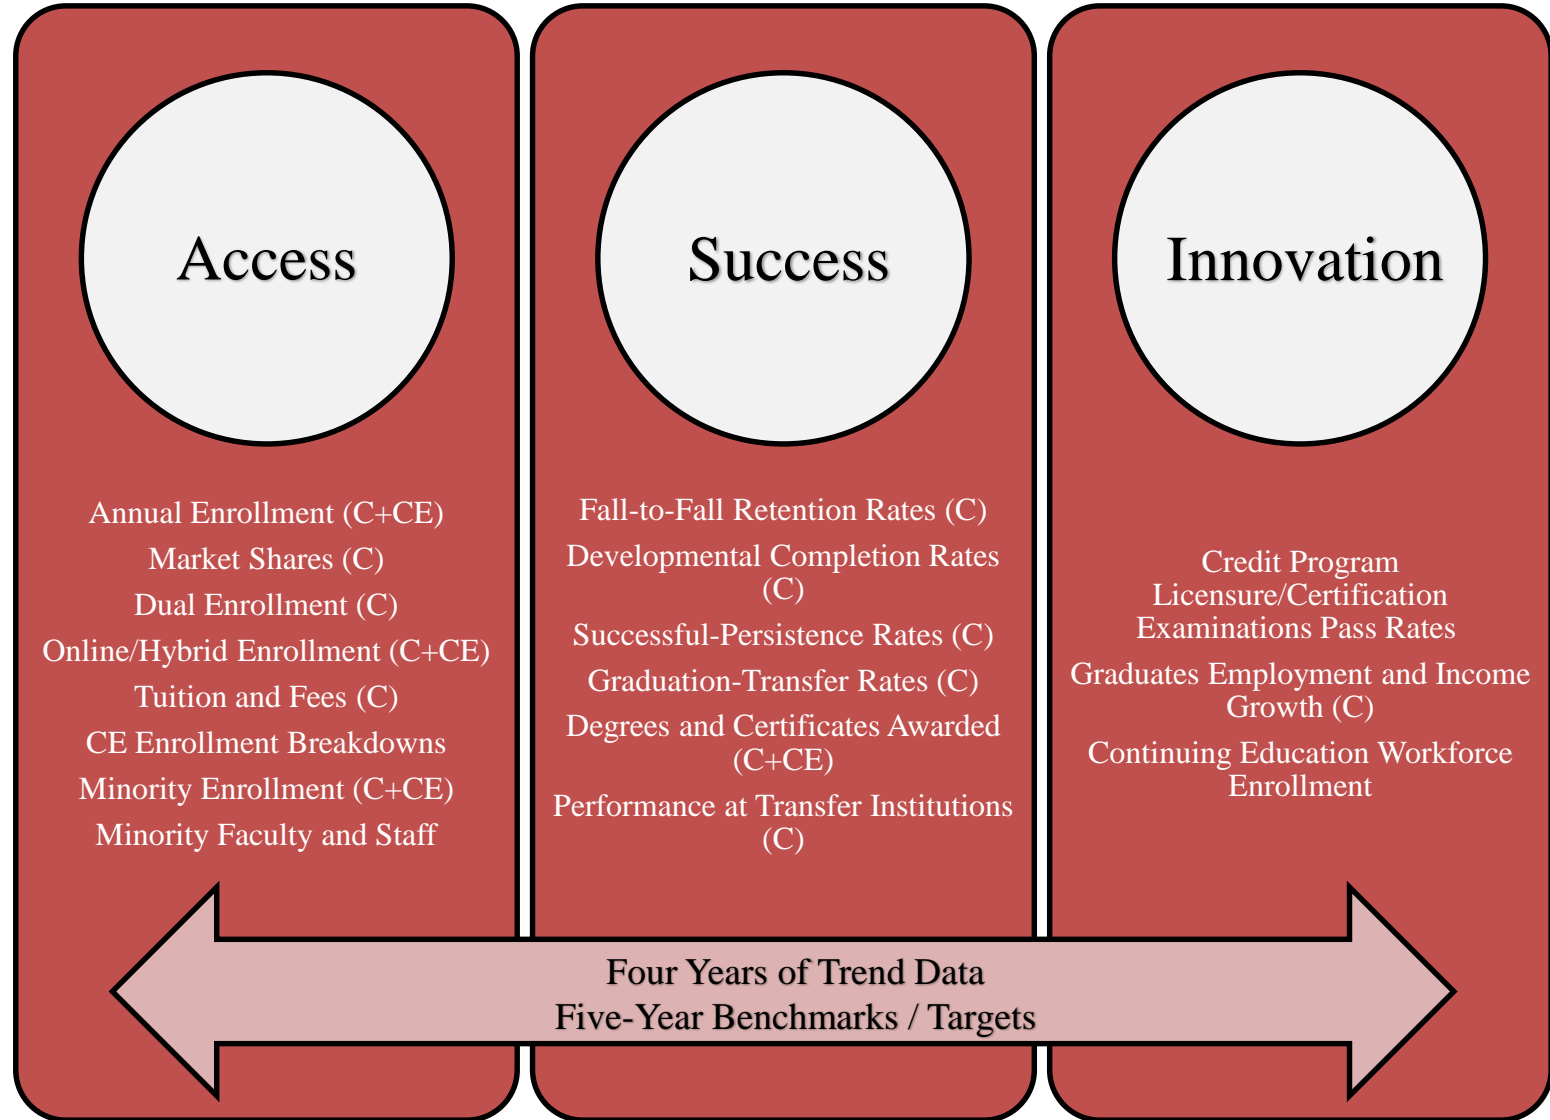 Access
Annual Enrollment (C+CE)
Market Shares (C)
Dual Enrollment (C)
Online/Hybrid Enrollment (C+CE)
Tuition and Fees (C)
CE Enrollment Breakdowns
Minority Enrollment (C+CE)
Minority Faculty and Staff
Success
Fall-to-Fall Retention Rates (C)
Developmental Completion Rates
(C)
Successful-Persistence Rates (C)
Graduation-Transfer Rates (C)
Degrees and Certificates Awarded
(C+CE)
Performance at Transfer Institutions
(C)
Innovation
Credit Program
Licensure/Certification
Examinations Pass Rates
Graduates Employment and Income
Growth (C)
Continuing Education Workforce
Enrollment
Four Years of Trend Data
Five-Year Benchmarks / Targets